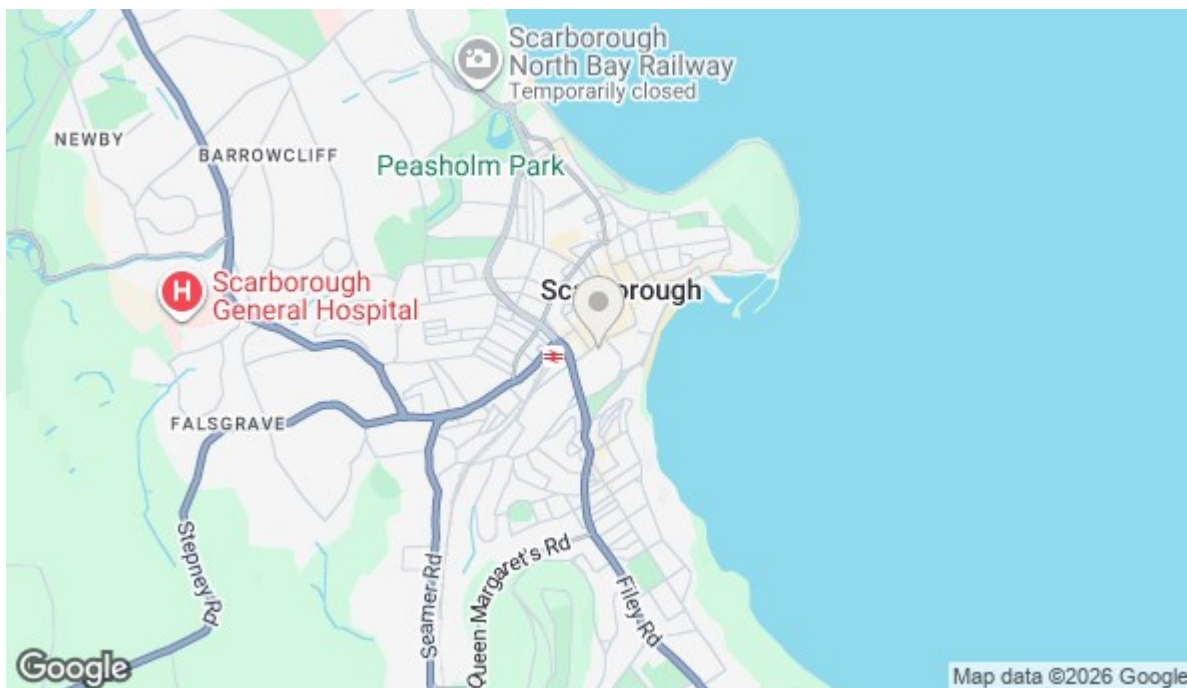 Scarborough
North Bay Railway
Temporarily closed
NEWBY
BARROWCLIFF
Peasholm Park
Scarborough
H
Scarborough
General Hospital
FALSGRAVE
Stepney Rd
Seamer Rd
Queen Margaret's Rd
Filey Rd
Google
Map data ©2026 Google